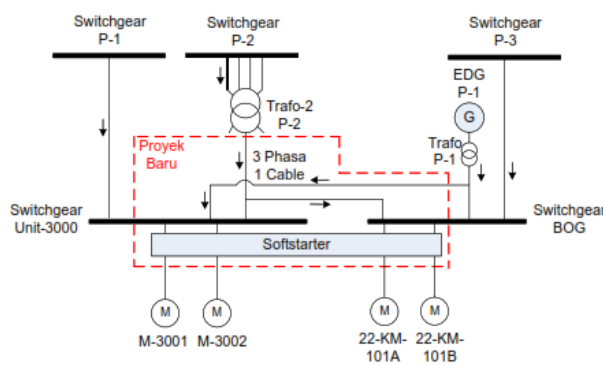 Switchgear
P-1
Switchgear
P-2
Switchgear
P-3
EDG
P-1
G
Trafo-2
P-2
Trafo
P-1
Proyek
Baru
3 Phasa
1 Cable
Switchgear
Unit-3000
Switchgear
BOG
Softstarter
M
M
M
M
M-3001
M-3002
22-KM-
101A
22-KM-
101B